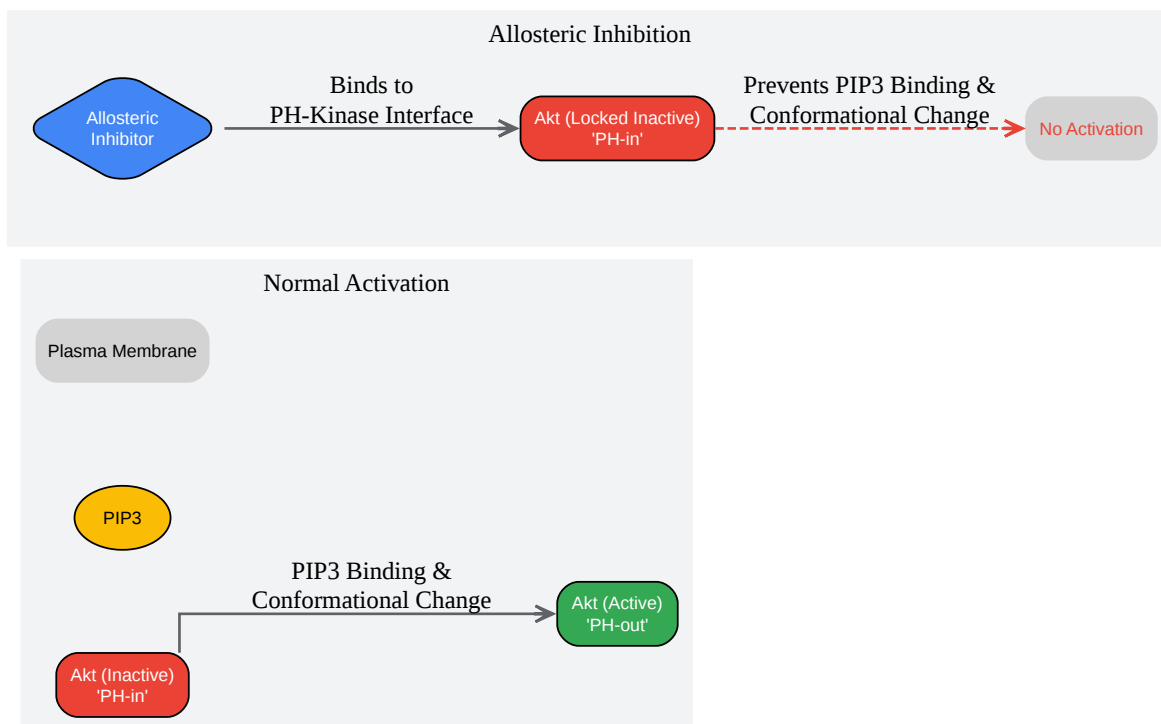 Allosteric Inhibition
Allosteric
Inhibitor
Binds to
PH-Kinase Interface
Akt (Locked Inactive)
'PH-in'
Prevents PIP3 Binding &
Conformational Change
No Activation
Normal Activation
Plasma Membrane
PIP3
PIP3 Binding &
Conformational Change
Akt (Active)
'PH-out'
Akt (Inactive)
'PH-in'